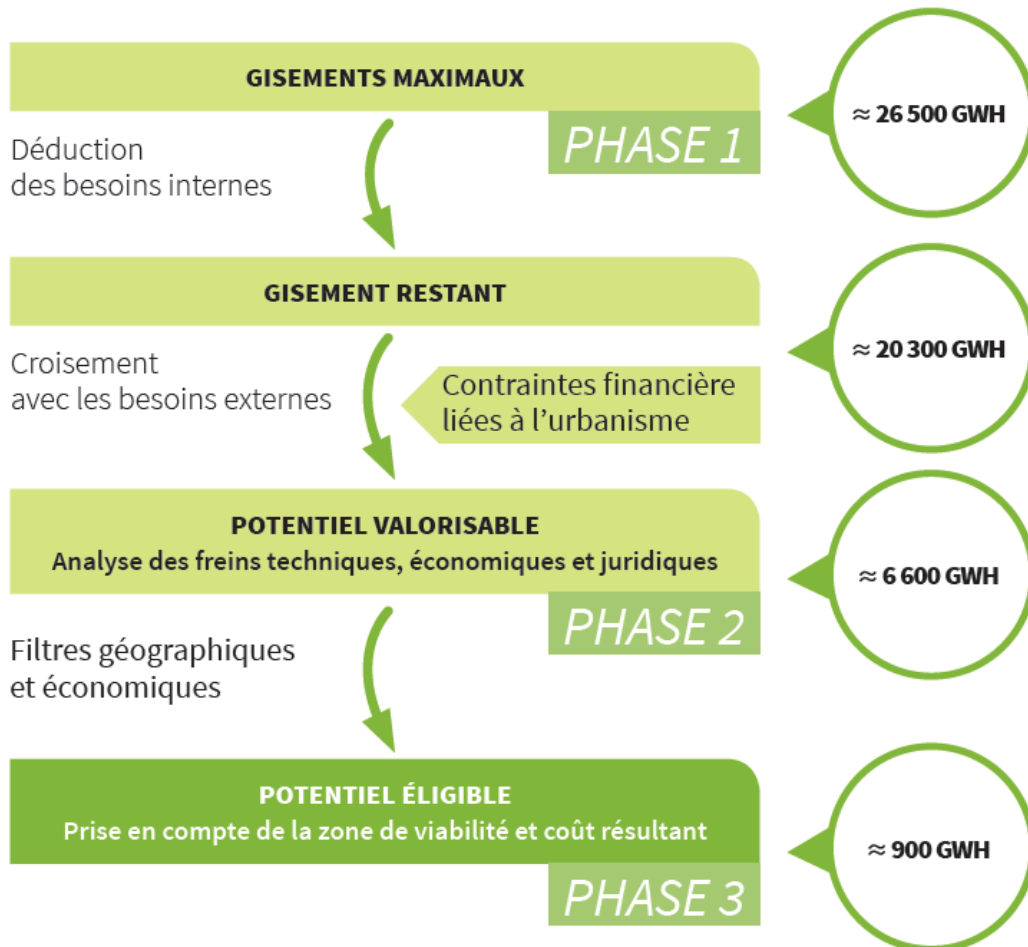 GISEMENTS MAXIMAUX
PHASE 1
≈ 26 500 GWH
Déduction
des besoins internes
GISEMENT RESTANT
≈ 20 300 GWH
Croisement
avec les besoins externes
Contraintes financière
liées à l’urbanisme
POTENTIEL VALORISABLE
Analyse des freins techniques, économiques et juridiques
PHASE 2
≈ 6 600 GWH
Filtres géographiques
et économiques
POTENTIEL ÉLIGIBLE
Prise en compte de la zone de viabilité et coût résultant
PHASE 3
≈ 900 GWH